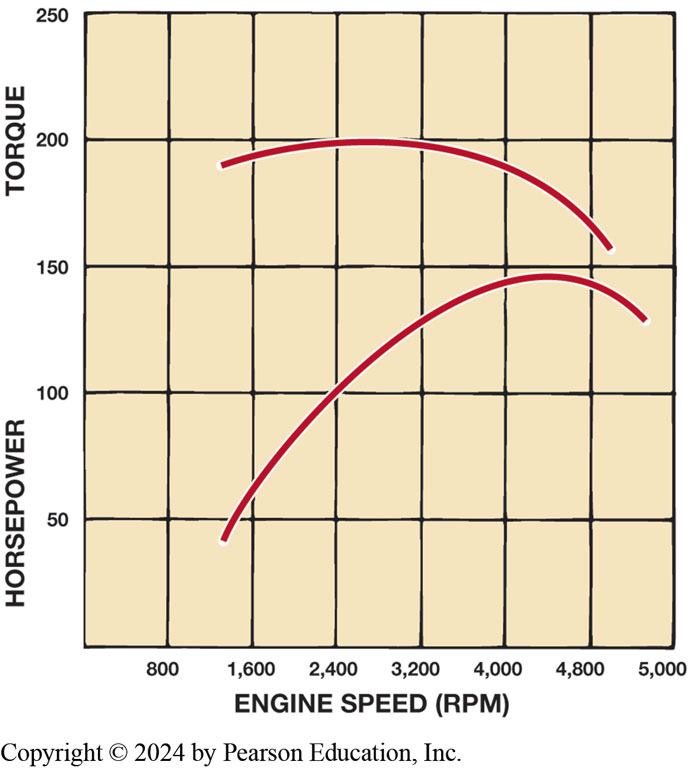 250
200
150
100
50
TORQUE
HORSEPOWER
800 1,600 2,400 3,200 4,000 4,800 5,000
ENGINE SPEED (RPM)
Copyright © 2024 by Pearson Education, Inc.